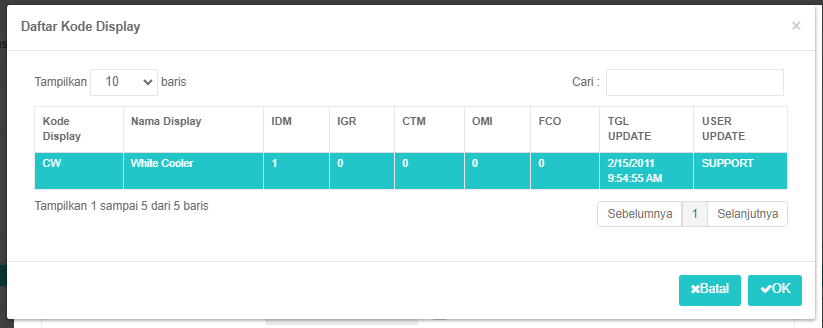 Daftar Kode Display ×
Tampilkan 10 baris Cari :
Kode Display Nama Display IDM IGR CTM OMI FCO TGL UPDATE USER UPDATE
CW White Cooler 1 0 0 0 0 2/15/2011 9:54:55 AM SUPPORT
Tampilkan 1 sampai 5 dari 5 baris
Sebelumnya 1 Selanjutnya
Batal OK